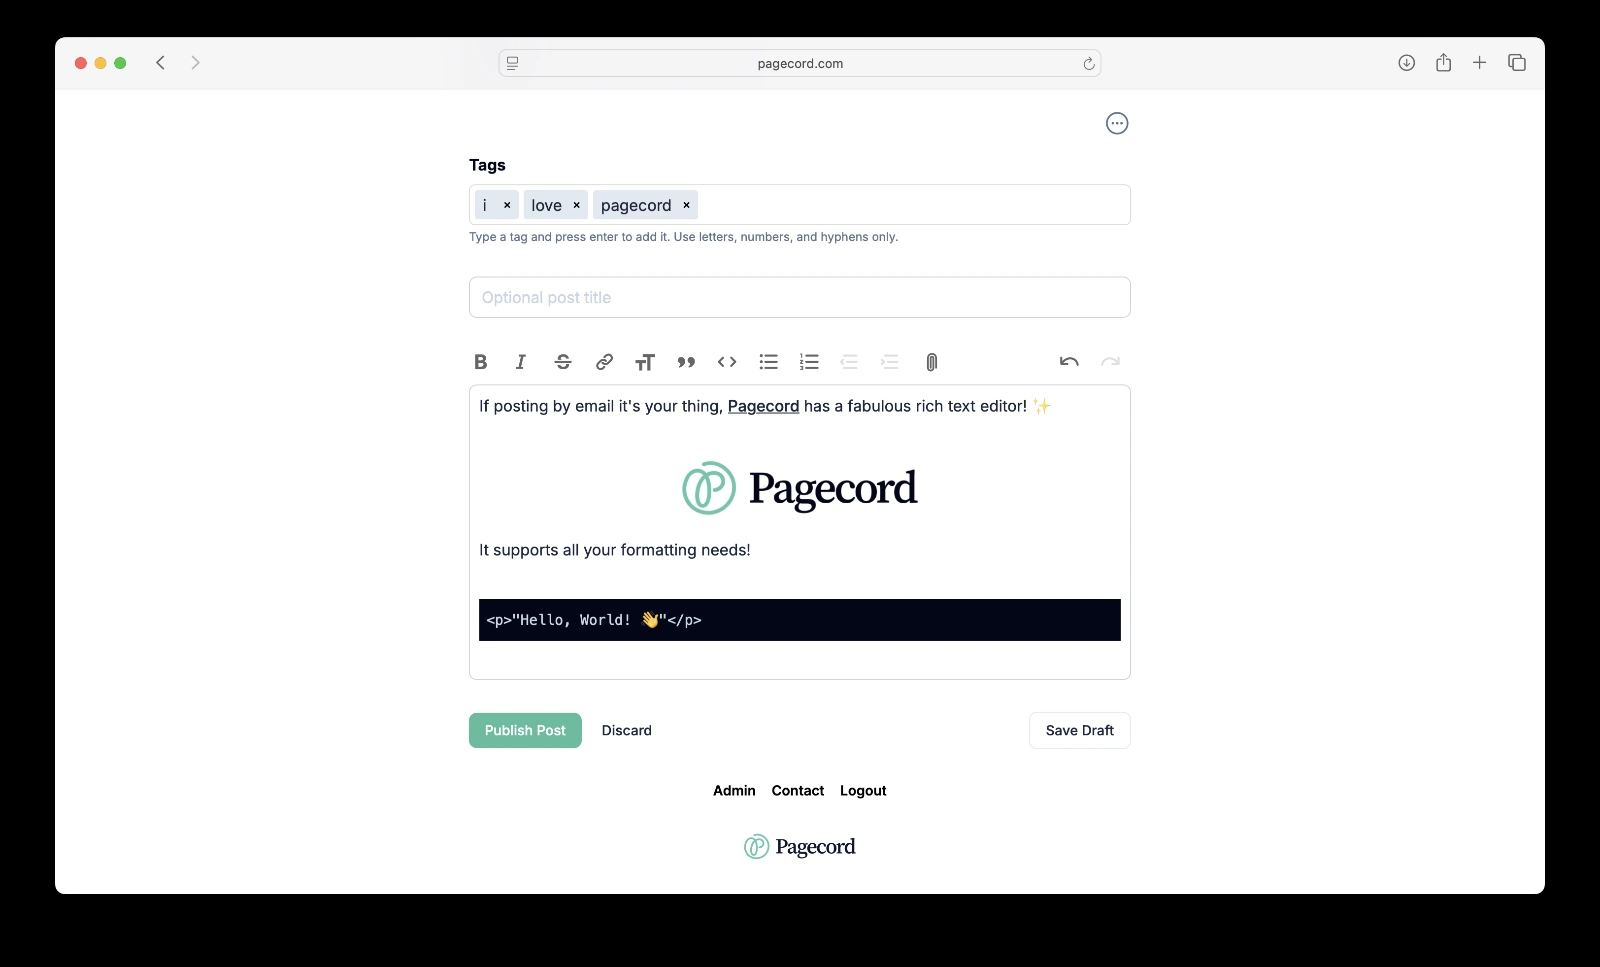 pagecord.com
Tags
i × love × pagecord ×
Type a tag and press enter to add it. Use letters, numbers, and hyphens only.
Optional post title
If posting by email it's your thing, Pagecord has a fabulous rich text editor! ✨
Pagecord
It supports all your formatting needs!
<p>"Hello, World! 👋"</p>
Publish Post Discard Save Draft
Admin Contact Logout
Pagecord